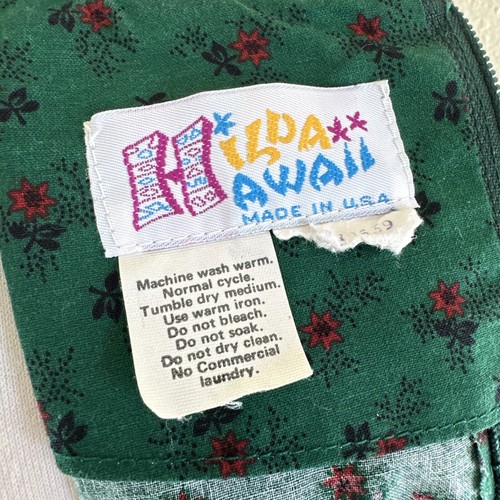 HILDA
HAWAII
MADE IN U.S.A
Machine wash warm.
Normal cycle.
Tumble dry medium.
Use warm iron.
Do not bleach.
Do not soak.
Do not dry clean.
No Commercial
laundry.